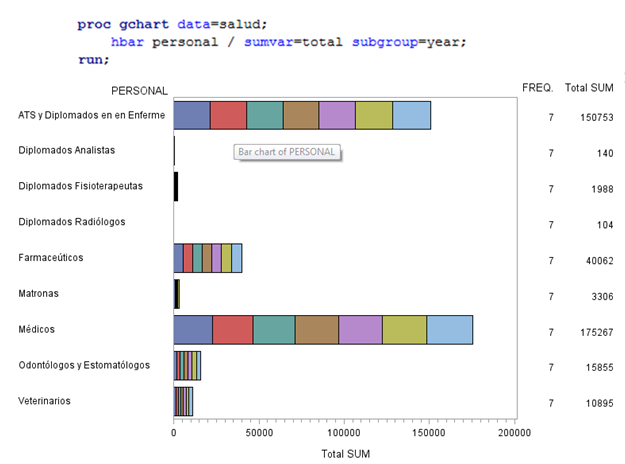 proc gchart data=salud;
hbar personal / sumvar=total subgroup=year;
run;
PERSONAL FREQ. Total SUM
ATS y Diplomados en en Enferme 7 150753
Diplomados Analistas 7 140
Bar chart of PERSONAL
Diplomados Fisioterapeutas 7 1988
Diplomados Radiólogos 7 104
Farmaceúticos 7 40062
Matronas 7 3306
Médicos 7 175267
Odontólogos y Estomatólogos 7 15855
Veterinarios 7 10895
0 50000 100000 150000 200000
Total SUM